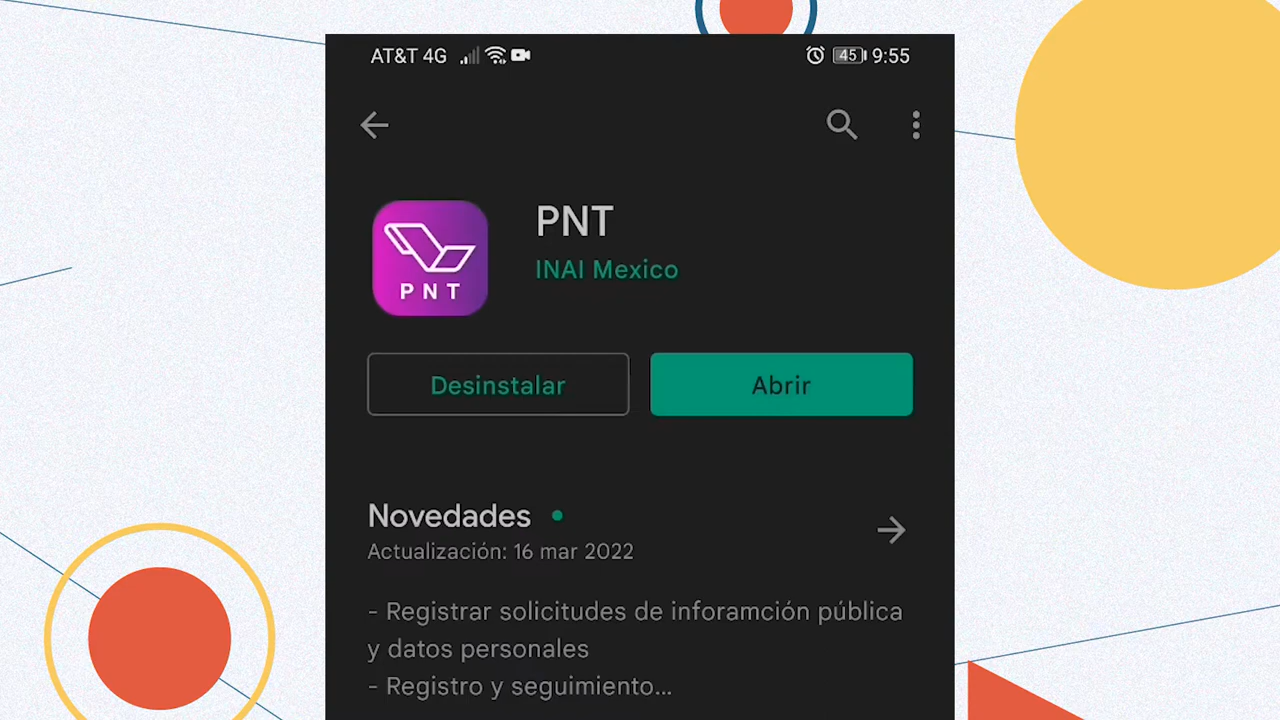 AT&T 4G 45 9:55
PNT
INAI Mexico
PNT
Desinstalar Abrir
Novedades
Actualización: 16 mar 2022
- Registrar solicitudes de inforamción pública
y datos personales
- Registro y seguimiento...